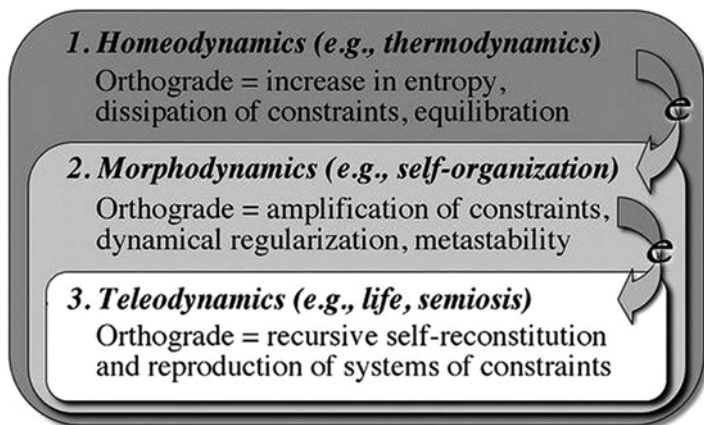 1. Homeodynamics (e.g., thermodynamics)
Orthograde = increase in entropy,
dissipation of constraints, equilibration
e
2. Morphodynamics (e.g., self-organization)
Orthograde = amplification of constraints,
dynamical regularization, metastability
e
3. Teleodynamics (e.g., life, semiosis)
Orthograde = recursive self-reconstitution
and reproduction of systems of constraints